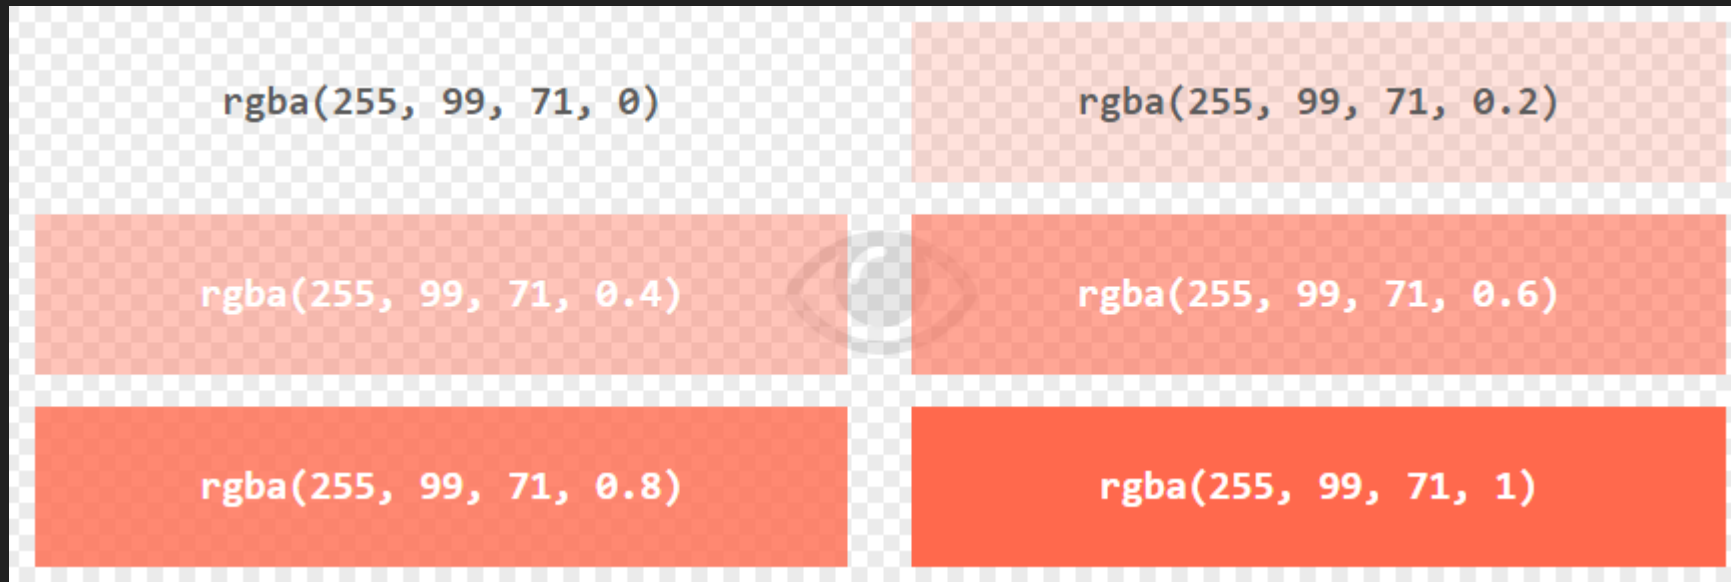 rgba(255, 99, 71, 0)
rgba(255, 99, 71, 0.2)
rgba(255, 99, 71, 0.4)
rgba(255, 99, 71, 0.6)
rgba(255, 99, 71, 0.8)
rgba(255, 99, 71, 1)